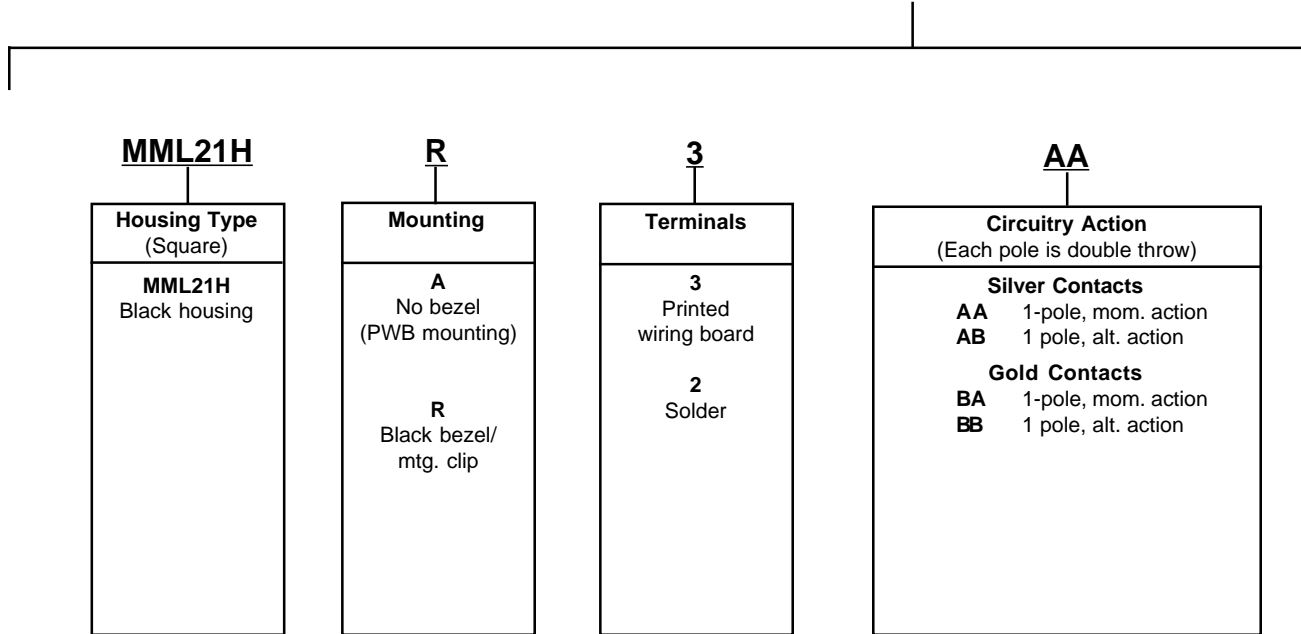 MML21H
R
3
AA
Housing Type
(Square)
MML21H
Black housing
Mounting
A
No bezel
(PWB mounting)
R
Black bezel/
mtg. clip
Terminals
3
Printed
wiring board
2
Solder
Circuitry Action
(Each pole is double throw)
Silver Contacts
AA 1-pole, mom. action
AB 1 pole, alt. action
Gold Contacts
BA 1-pole, mom. action
BB 1 pole, alt. action